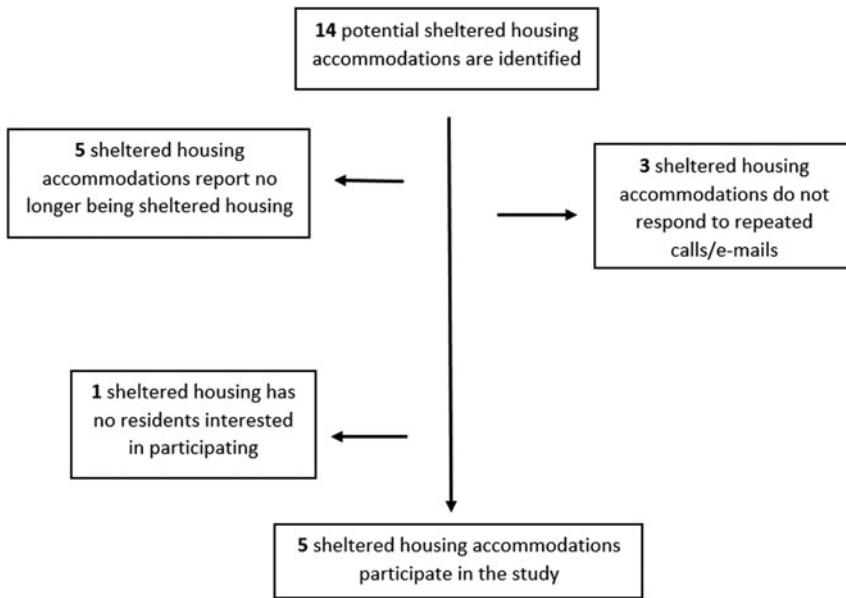 14 potential sheltered housing
accommodations are identified
5 sheltered housing
accommodations report no
longer being sheltered housing
3 sheltered housing
accommodations do not
respond to repeated
calls/e-mails
1 sheltered housing has
no residents interested
in participating
5 sheltered housing accommodations
participate in the study